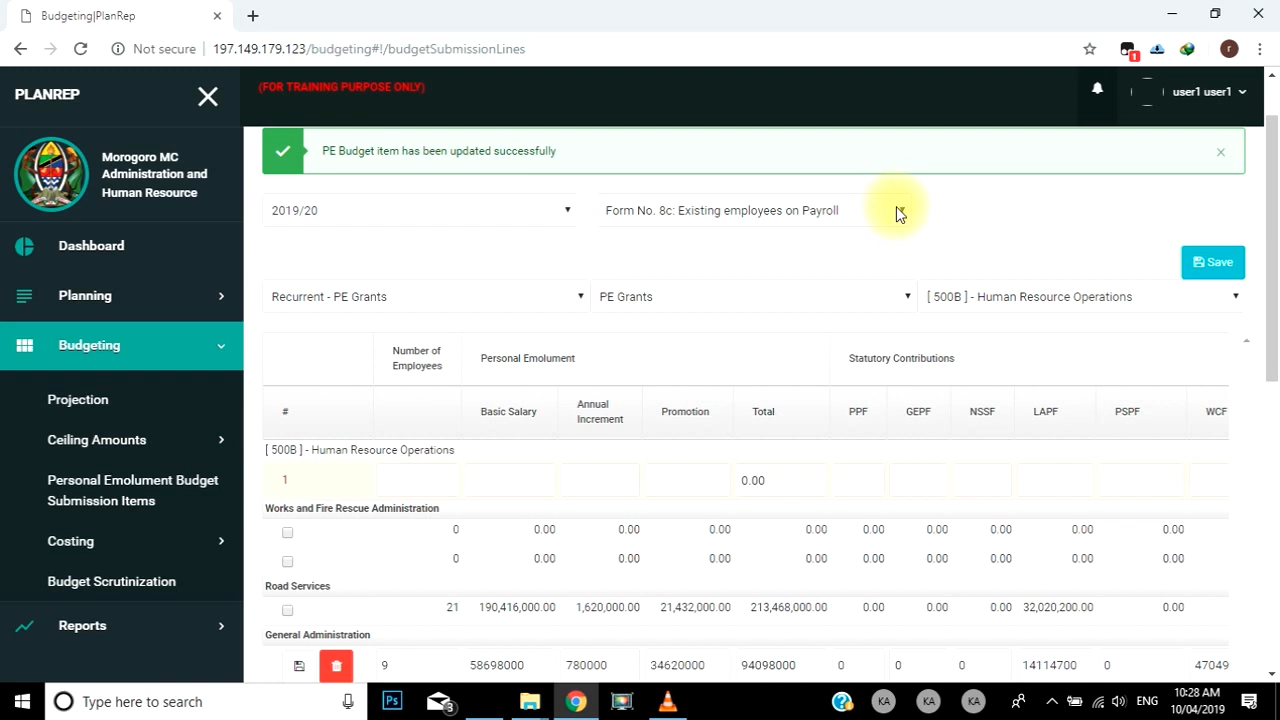 Budgeting|PlanRep
Not secure
197.149.179.123/budgeting#!/budgetSubmissionLines
1
r
PLANREP
(FOR TRAINING PURPOSE ONLY)
user1 user1
Morogoro MC
Administration and
Human Resource
Dashboard
Planning
Budgeting
Projection
Ceiling Amounts
Personal Emolument Budget
Submission Items
Costing
Budget Scrutinization
Reports
PE Budget item has been updated successfully
2019/20
Form No. 8c: Existing employees on Payroll
Save
Recurrent - PE Grants
PE Grants
[ 500B ] - Human Resource Operations
Number of
Employees
Personal Emolument
Statutory Contributions
# Basic Salary Annual
Increment Promotion Total PPF GEPF NSSF LAPF PSPF WCF
[ 500B ] - Human Resource Operations
1 0.00
Works and Fire Rescue Administration
0 0.00 0.00 0.00 0.00 0.00 0.00 0.00 0.00 0.00
0 0.00 0.00 0.00 0.00 0.00 0.00 0.00 0.00 0.00
Road Services
21 190,416,000.00 1,620,000.00 21,432,000.00 213,468,000.00 0.00 0.00 0.00 32,020,200.00 0.00
General Administration
9 58698000 780000 34620000 94098000 0 0 0 14114700 0 47049
Type here to search
Ps
3
KA
KA
KA
ENG
10:28 AM
10/04/2019